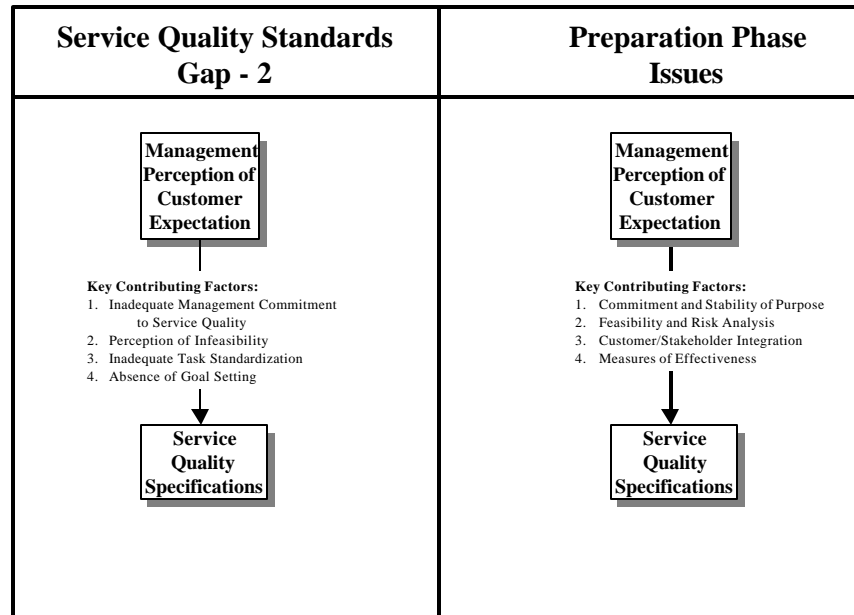 Service Quality Standards
Gap - 2
Management
Perception of
Customer
Expectation
Key Contributing Factors:
1. Inadequate Management Commitment
to Service Quality
2. Perception of Infeasibility
3. Inadequate Task Standardization
4. Absence of Goal Setting
Service
Quality
Specifications
Preparation Phase
Issues
Management
Perception of
Customer
Expectation
Key Contributing Factors:
1. Commitment and Stability of Purpose
2. Feasibility and Risk Analysis
3. Customer/Stakeholder Integration
4. Measures of Effectiveness
Service
Quality
Specifications